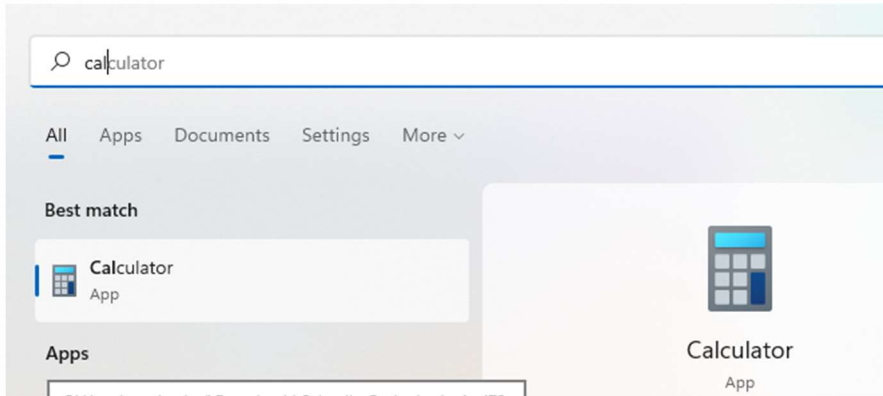 calculator
All Apps Documents Settings More
Best match
Calculator
App
Apps
Calculator
App